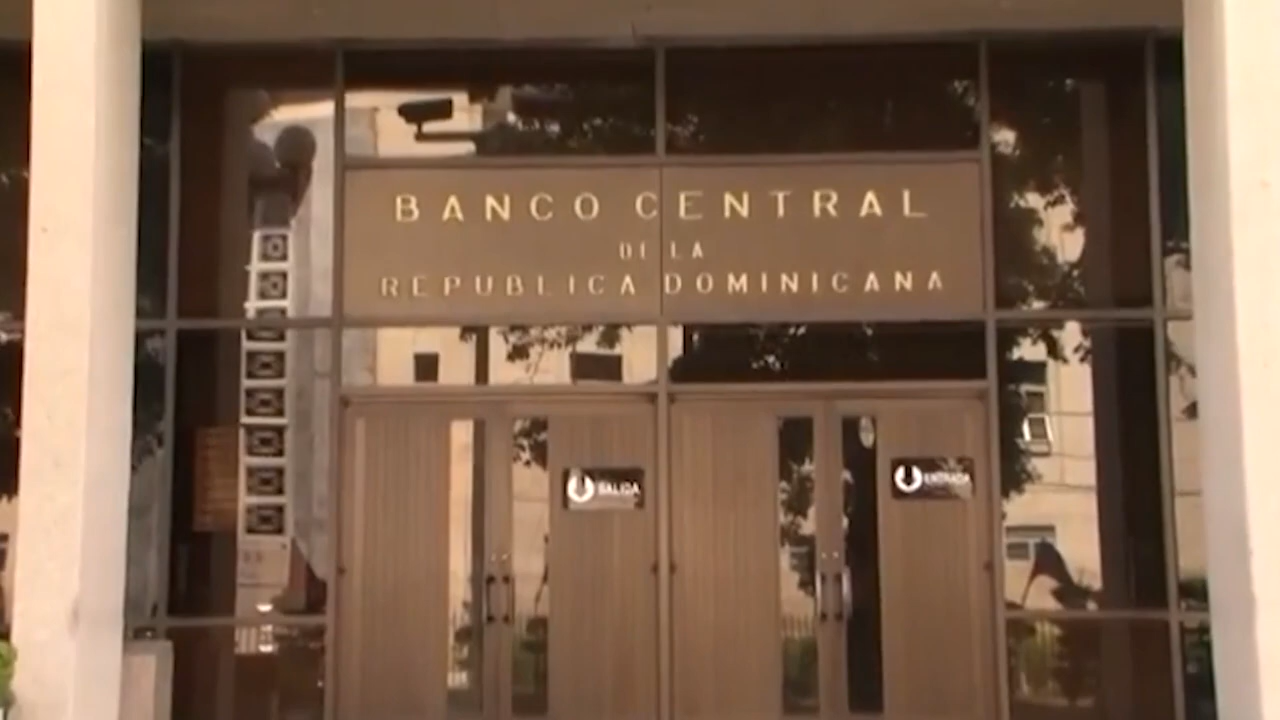 BANCO CENTRAL
DE LA
REPUBLICA DOMINICANA
SALIDA
ENTRADA